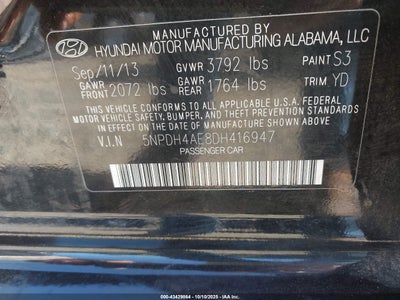 MANUFACTURED BY
HYUNDAI MOTOR MANUFACTURING ALABAMA, LLC
Sep/11/13 GVWR 3792 lbs PAINT S3
GAWR FRONT 2072 lbs GAWR REAR 1764 lbs TRIM YD
THIS VEHICLE CONFORMS TO ALL APPLICABLE U.S. FEDERAL
MOTOR VEHICLE SAFETY, BUMPER, AND THEFT PREVENTION STANDARDS
IN EFFECT ON THE DATE OF MANUFACTURE SHOWN ABOVE.
V.I.N 5NPDH4AE8DH416947
PASSENGER CAR
000-43429864 - 10/10/2025 - IAA Inc.